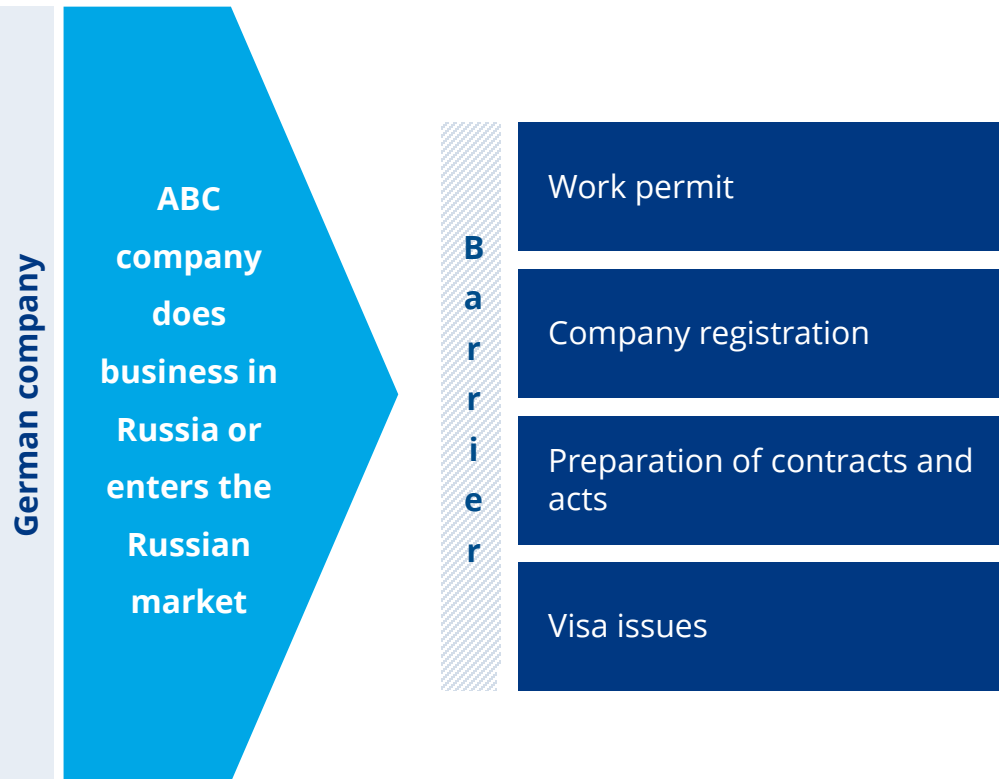 German company
ABC
company
does
business in
Russia or
enters the
Russian
market
Barrier
Work permit
Company registration
Preparation of contracts and
acts
Visa issues